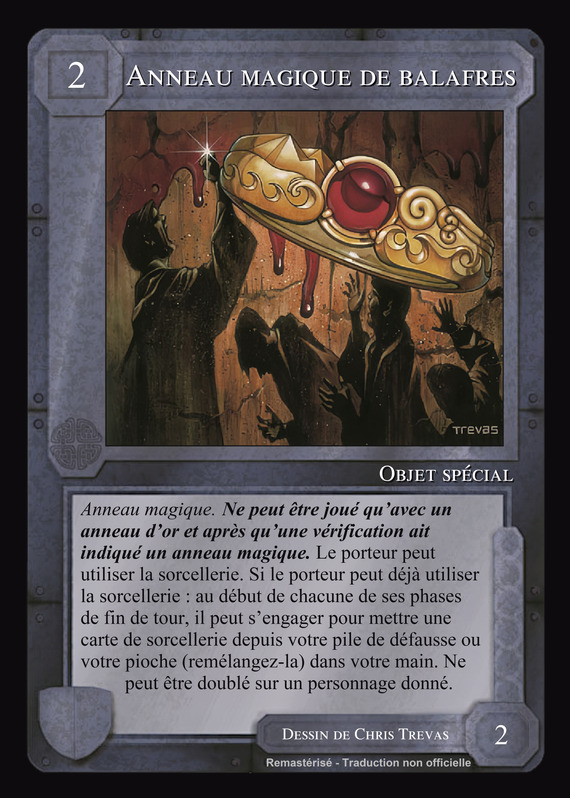 2
Anneau magique de balafres
Trevas
Objet spécial
Anneau magique. Ne peut être joué qu'avec un
anneau d'or et après qu'une vérification ait
indiqué un anneau magique. Le porteur peut
utiliser la sorcellerie. Si le porteur peut déjà utiliser
la sorcellerie : au début de chacune de ses phases
de fin de tour, il peut s'engager pour mettre une
carte de sorcellerie depuis votre pile de défausse ou
votre pioche (remélangez-la) dans votre main. Ne
peut être doublé sur un personnage donné.
Dessin de Chris Trevas
2
Remastérisé - Traduction non officielle